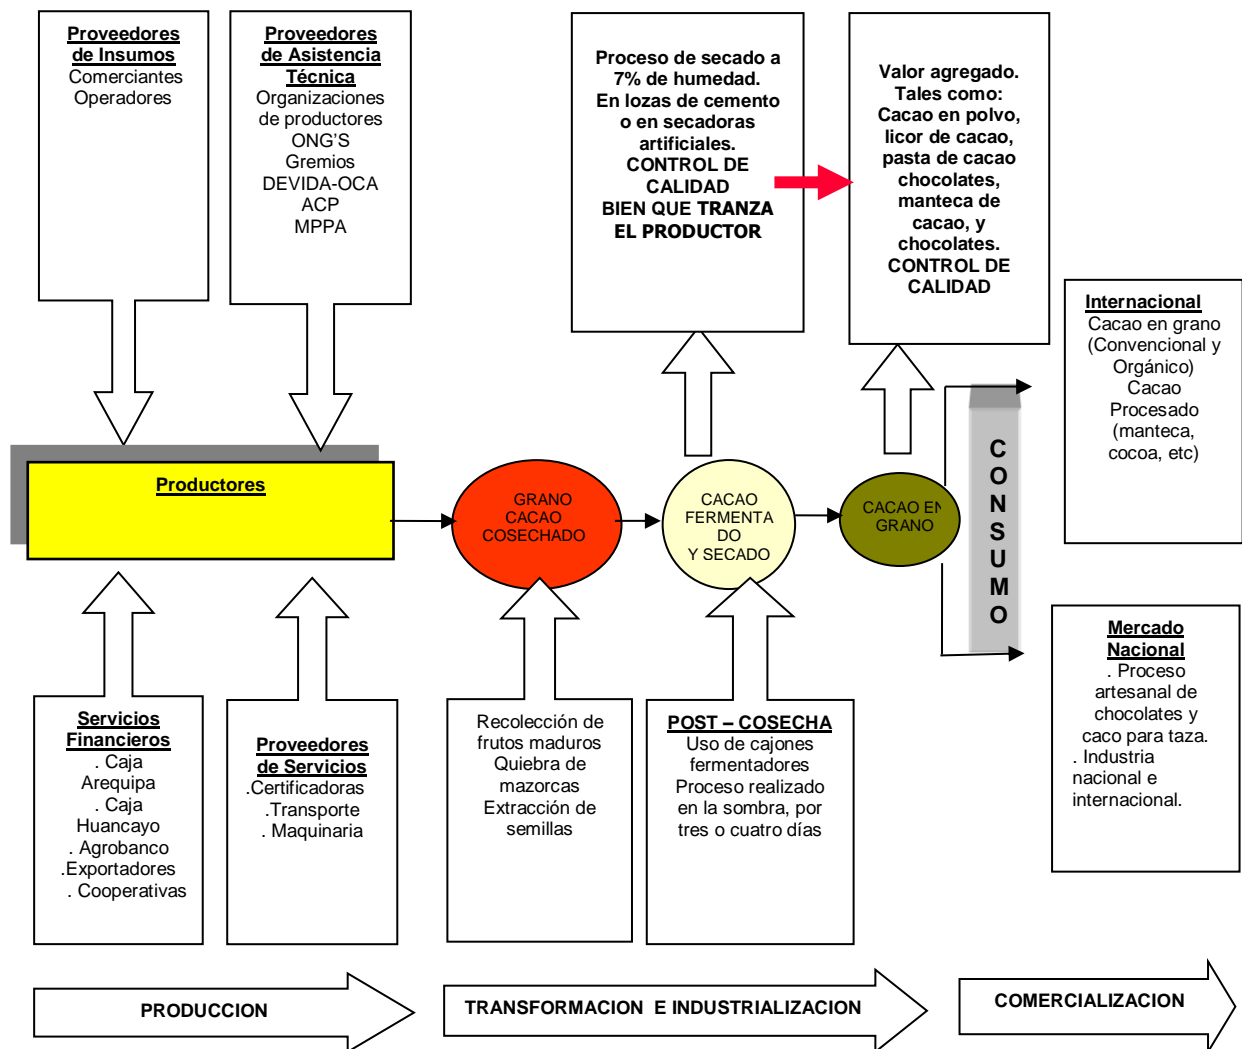 Proveedores
de Insumos
Comerciantes
Operadores
Proveedores
de Asistencia
Técnica
Organizaciones
de productores
ONG'S
Gremios
DEVIDA-OCA
ACP
MPPA
Proceso de secado a
7% de humedad.
En lozas de cemento
o en secadoras
artificiales.
CONTROL DE
CALIDAD
BIEN QUE TRANZA
EL PRODUCTOR
Valor agregado.
Tales como:
Cacao en polvo,
licor de cacao,
pasta de cacao
chocolates,
manteca de
cacao, y
chocolates.
CONTROL DE
CALIDAD
Internacional
Cacao en grano
(Convencional y
Orgánico)
Cacao
Procesado
(manteca,
cocoa, etc)
Productores
GRANO
CACAO
COSECHADO
CACAO
FERMENTA
DO
Y SECADO
CACAO EN
GRANO
CONSUMO
Servicios
Financieros
. Caja
Arequipa
. Caja
Huancayo
. Agrobanco
.Exportadores
. Cooperativas
Proveedores
de Servicios
.Certificadoras
.Transporte
. Maquinaria
Recolección de
frutos maduros
Quiebra de
mazorcas
Extracción de
semillas
POST – COSECHA
Uso de cajones
fermentadores
Proceso realizado
en la sombra, por
tres o cuatro días
Mercado
Nacional
. Proceso
artesanal de
chocolates y
caco para taza.
. Industria
nacional e
internacional.
PRODUCCION
TRANSFORMACION E INDUSTRIALIZACION
COMERCIALIZACION